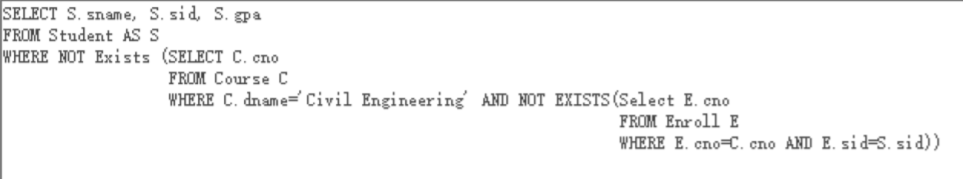 SELECT S.sname, S.sid, S.gpa
FROM Student AS S
WHERE NOT Exists (SELECT C.cno
FROM Course C
WHERE C.dname='Civil Engineering' AND NOT EXISTS(Select E.cno
FROM Enroll E
WHERE E.cno=C.cno AND E.sid=S.sid))